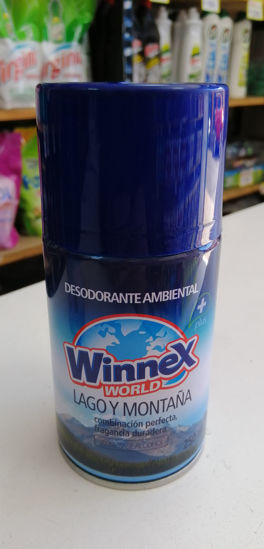 DESODORANTE AMBIENTAL
Winnex
WORLD
LAGO Y MONTAÑA
combinación perfecta,
fragancia duradera.